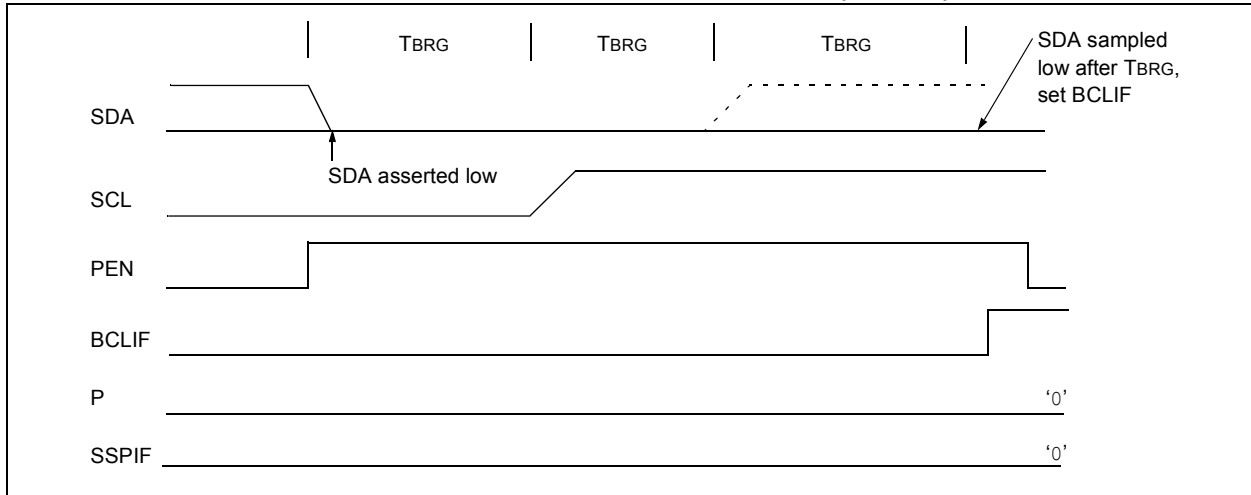 TBRG TBRG TBRG
SDA sampled
low after TBRG,
set BCLIF
SDA
SDA asserted low
SCL
PEN
BCLIF
P ‘0’
SSPIF ‘0’